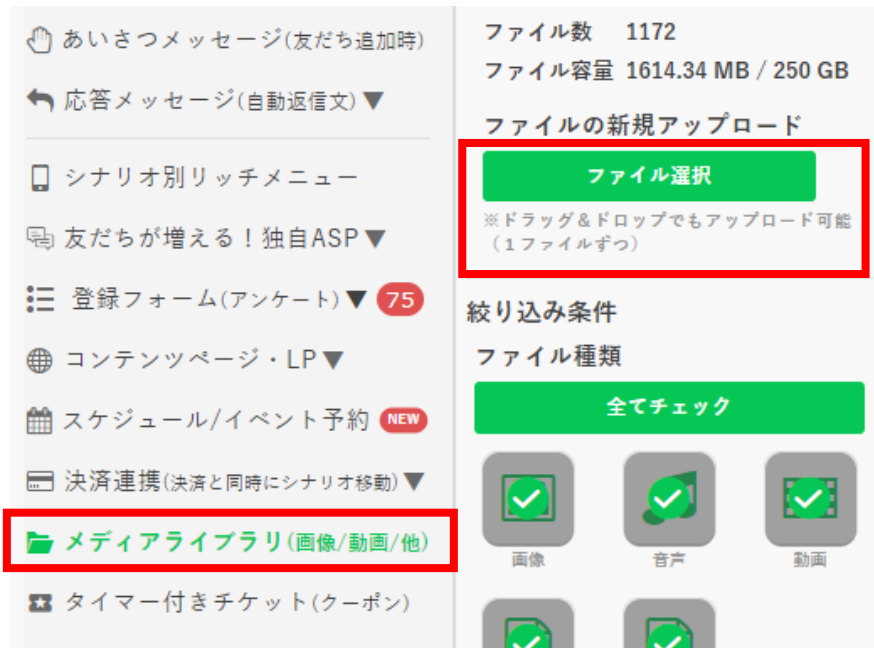 あいさつメッセージ(友だち追加時)
応答メッセージ(自動返信文)▼
シナリオ別リッチメニュー
友だちが増える！独自ASP▼
登録フォーム(アンケート)▼ 75
コンテンツページ・LP▼
スケジュール/イベント予約 NEW
決済連携(決済と同時にシナリオ移動)▼
メディアライブラリ(画像/動画/他)
タイマー付きチケット(クーポン)
ファイル数 1172
ファイル容量 1614.34 MB / 250 GB
ファイルの新規アップロード
ファイル選択
※ドラッグ＆ドロップでもアップロード可能
（1ファイルずつ）
絞り込み条件
ファイル種類
全てチェック
画像 音声 動画